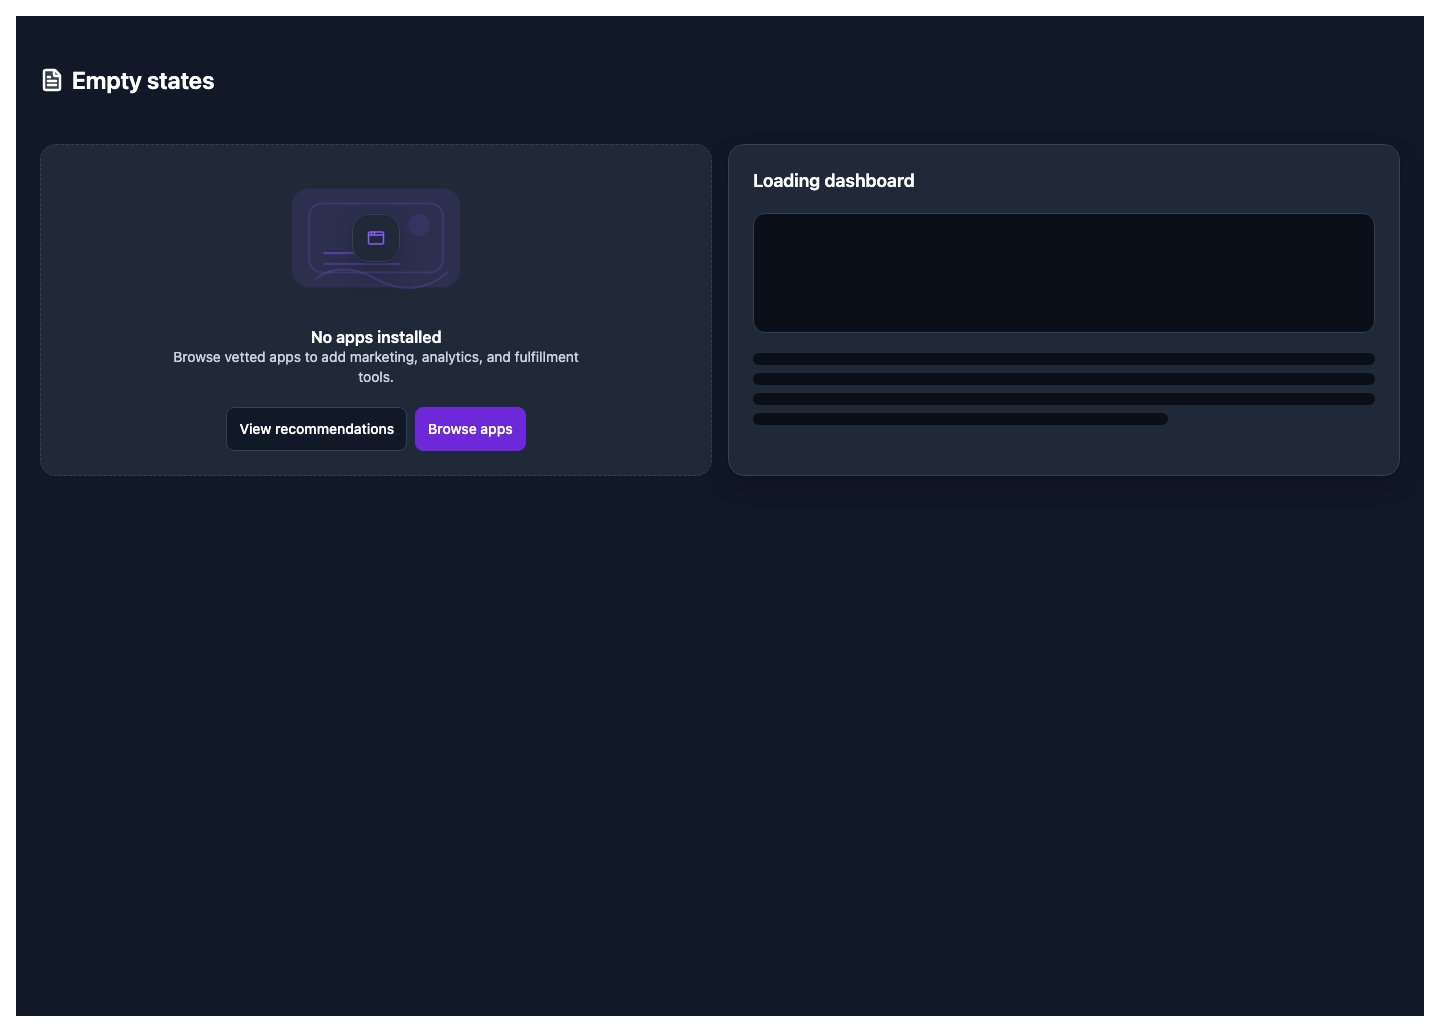 Empty states
No apps installed
Browse vetted apps to add marketing, analytics, and fulfillment
tools.
View recommendations
Browse apps
Loading dashboard